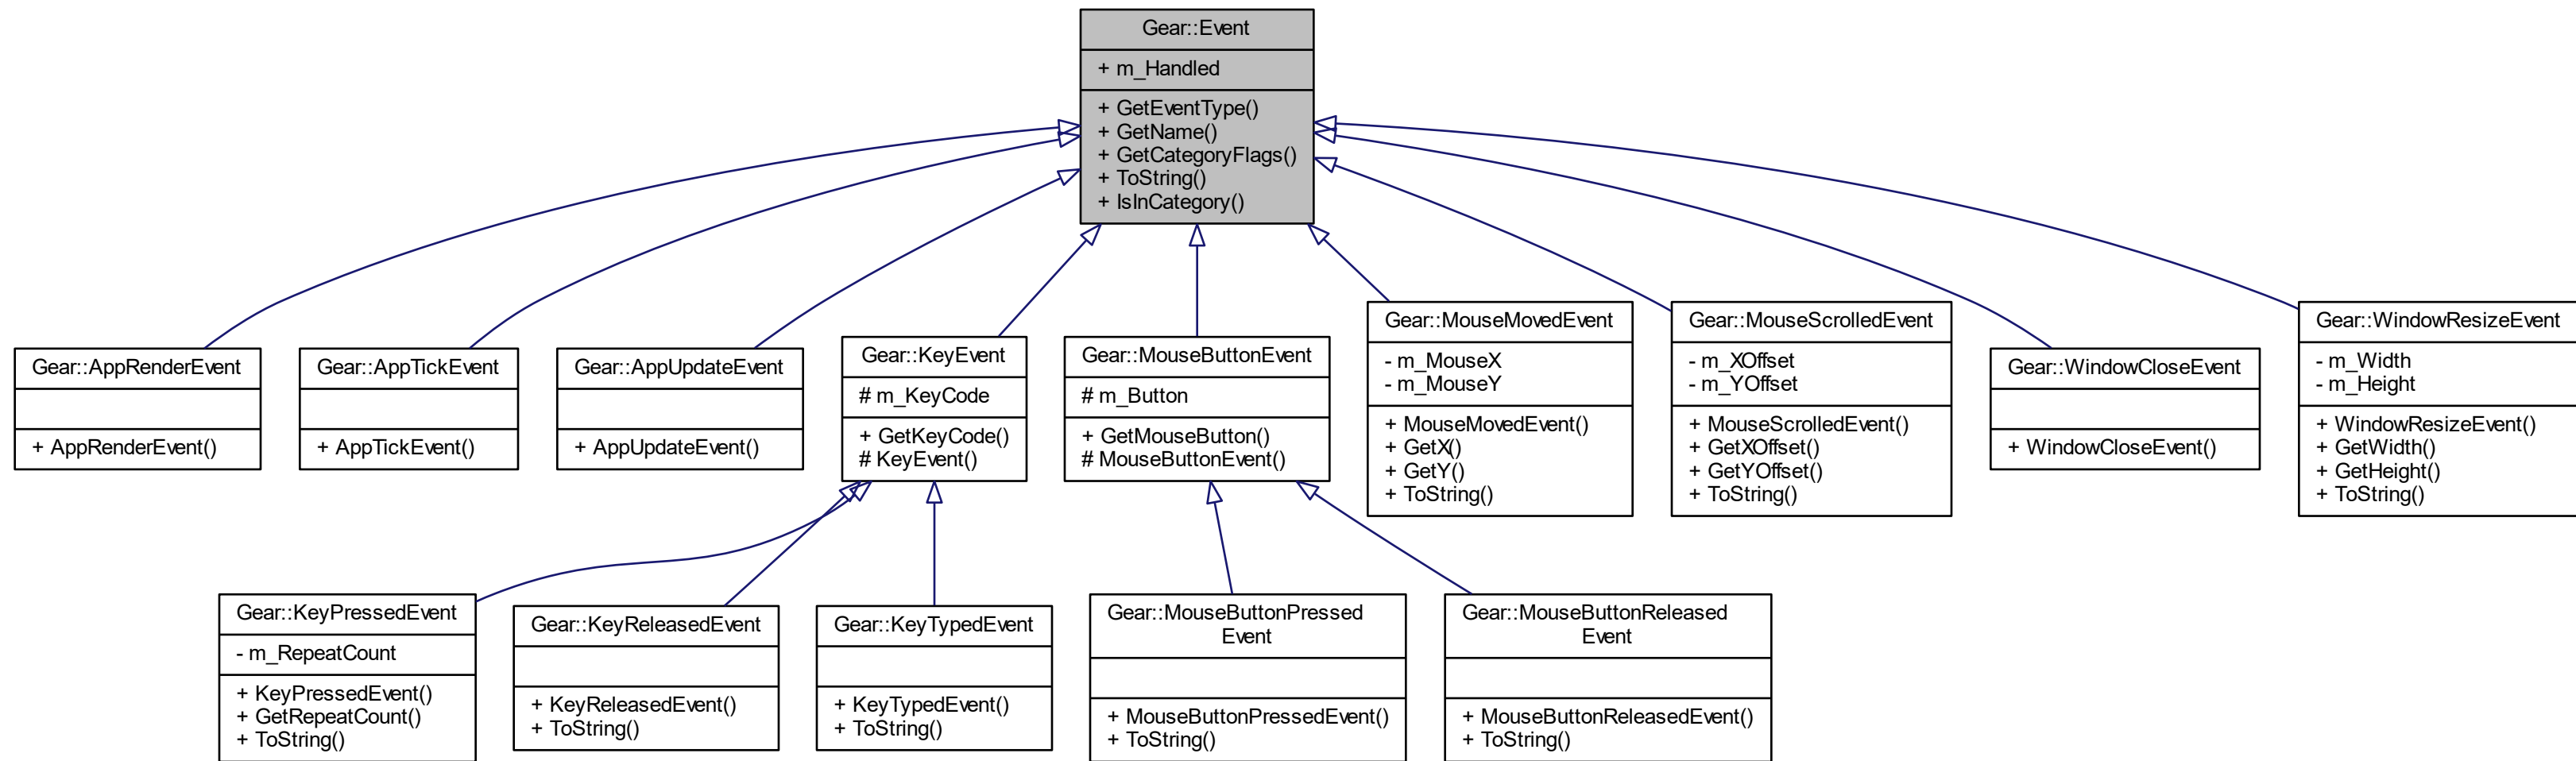 Gear::Event
+ m_Handled
+ GetEventType()
+ GetName()
+ GetCategoryFlags()
+ ToString()
+ IsInCategory()
Gear::AppRenderEvent
+ AppRenderEvent()
Gear::AppTickEvent
+ AppTickEvent()
Gear::AppUpdateEvent
+ AppUpdateEvent()
Gear::KeyEvent
# m_KeyCode
+ GetKeyCode()
# KeyEvent()
Gear::MouseButtonEvent
# m_Button
+ GetMouseButton()
# MouseButtonEvent()
Gear::MouseMovedEvent
- m_MouseX
- m_MouseY
+ MouseMovedEvent()
+ GetX()
+ GetY()
+ ToString()
Gear::MouseScrolledEvent
- m_XOffset
- m_YOffset
+ MouseScrolledEvent()
+ GetXOffset()
+ GetYOffset()
+ ToString()
Gear::WindowCloseEvent
+ WindowCloseEvent()
Gear::WindowResizeEvent
- m_Width
- m_Height
+ WindowResizeEvent()
+ GetWidth()
+ GetHeight()
+ ToString()
Gear::KeyPressedEvent
- m_RepeatCount
+ KeyPressedEvent()
+ GetRepeatCount()
+ ToString()
Gear::KeyReleasedEvent
+ KeyReleasedEvent()
+ ToString()
Gear::KeyTypedEvent
+ KeyTypedEvent()
+ ToString()
Gear::MouseButtonPressed
Event
+ MouseButtonPressedEvent()
+ ToString()
Gear::MouseButtonReleased
Event
+ MouseButtonReleasedEvent()
+ ToString()